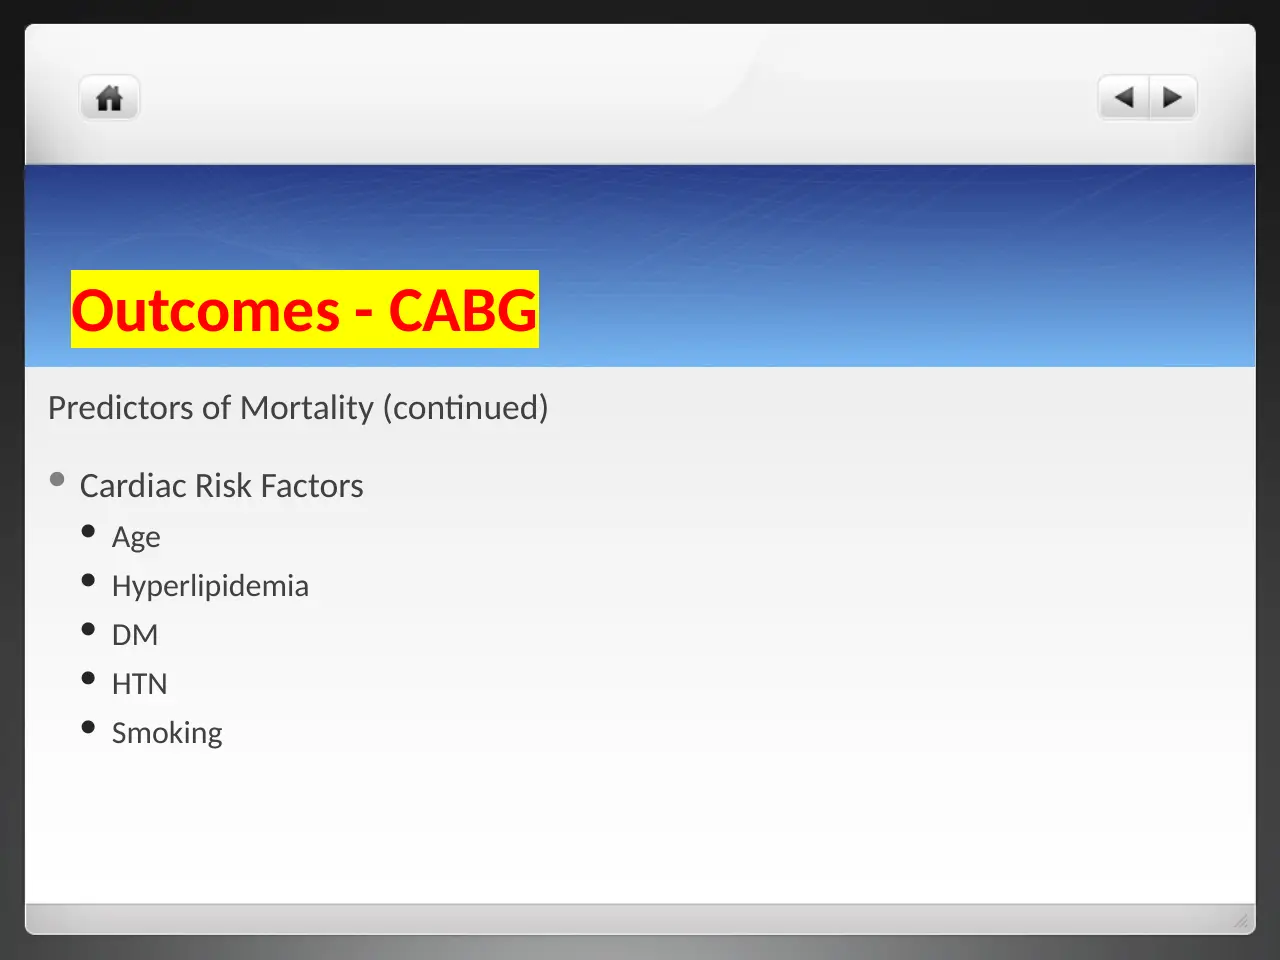 Outcomes - CABG
Predictors of Mortality (continued)
• Cardiac Risk Factors
• Age
• Hyperlipidemia
• DM
• HTN
• Smoking